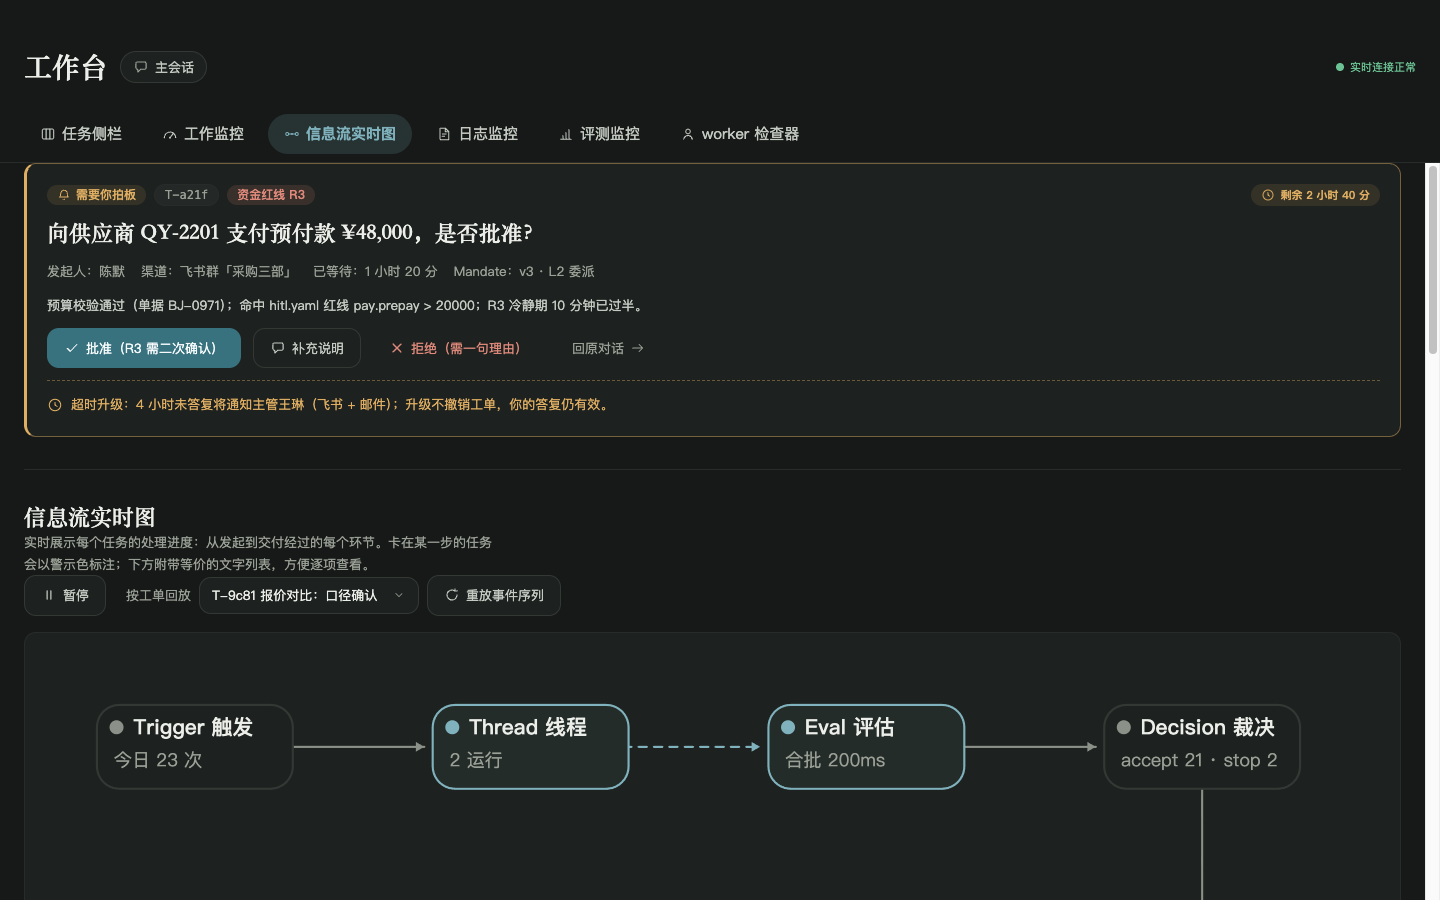 工作台
主会话
实时连接正常
任务侧栏
工作监控
信息流实时图
日志监控
评测监控
worker 检查器
需要你拍板
T-a21f
资金红线 R3
剩余 2 小时 40 分
向供应商 QY-2201 支付预付款 ¥48,000，是否批准?
发起人：陈默 渠道：飞书群「采购三部」 已等待：1 小时 20 分 Mandate：v3 · L2 委派
预算校验通过（单据 BJ-0971）；命中 hitl.yaml 红线 pay.prepay > 20000；R3 冷静期 10 分钟已过半。
批准（R3 需二次确认）
补充说明
拒绝（需一句理由）
回原对话 →
超时升级：4 小时未答复将通知主管王琳（飞书 + 邮件）；升级不撤销工单，你的答复仍有效。
信息流实时图
实时展示每个任务的处理进度：从发起到交付经过的每个环节。卡在某一步的任务
会以警示色标注；下方附带等价的文字列表，方便逐项查看。
暂停
按工单回放
T-9c81 报价对比：口径确认
重放事件序列
Trigger 触发
今日 23 次
Thread 线程
2 运行
Eval 评估
合批 200ms
Decision 裁决
accept 21 · stop 2